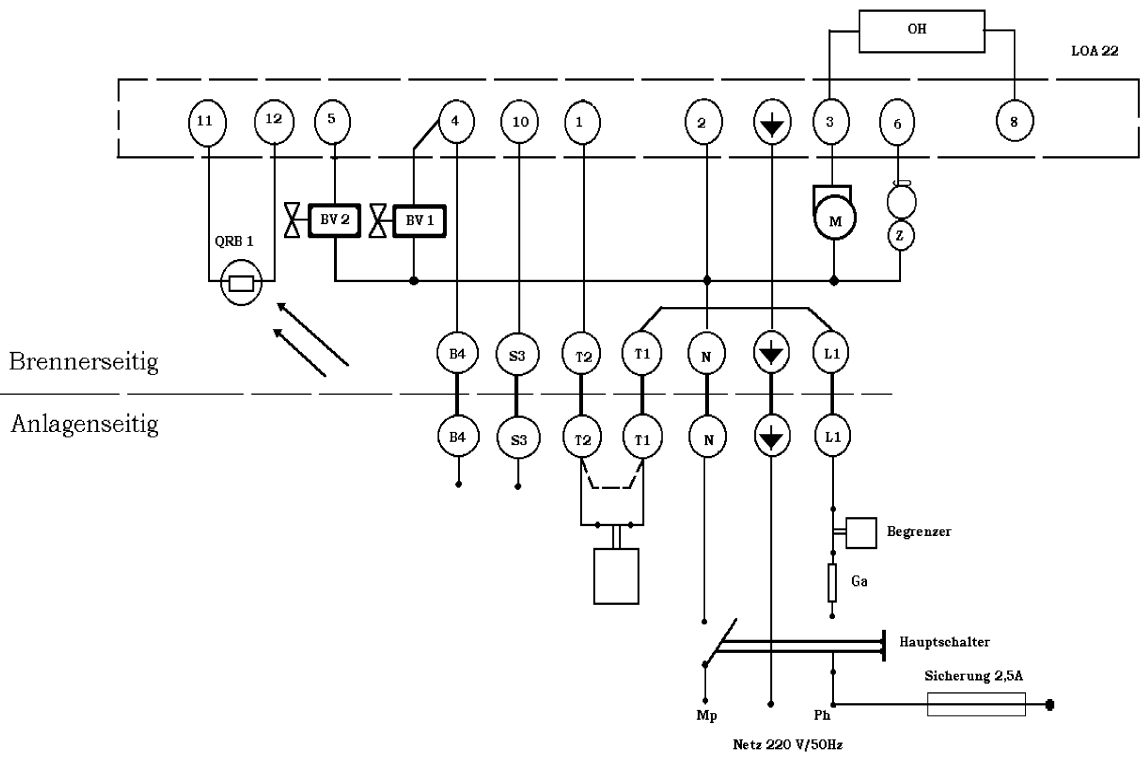 OH
LOA 22
11 12 5 4 10 1 2 3 6 8
BV 2 BV 1 M
Z
QRB 1
B4 S3 T2 T1 N L1
Brennerseitig
Anlagenseitig
B4 S3 T2 T1 N L1
Begrenzer
Ga
Hauptschalter
Sicherung 2,5A
Mp Ph
Netz 220 V/50Hz